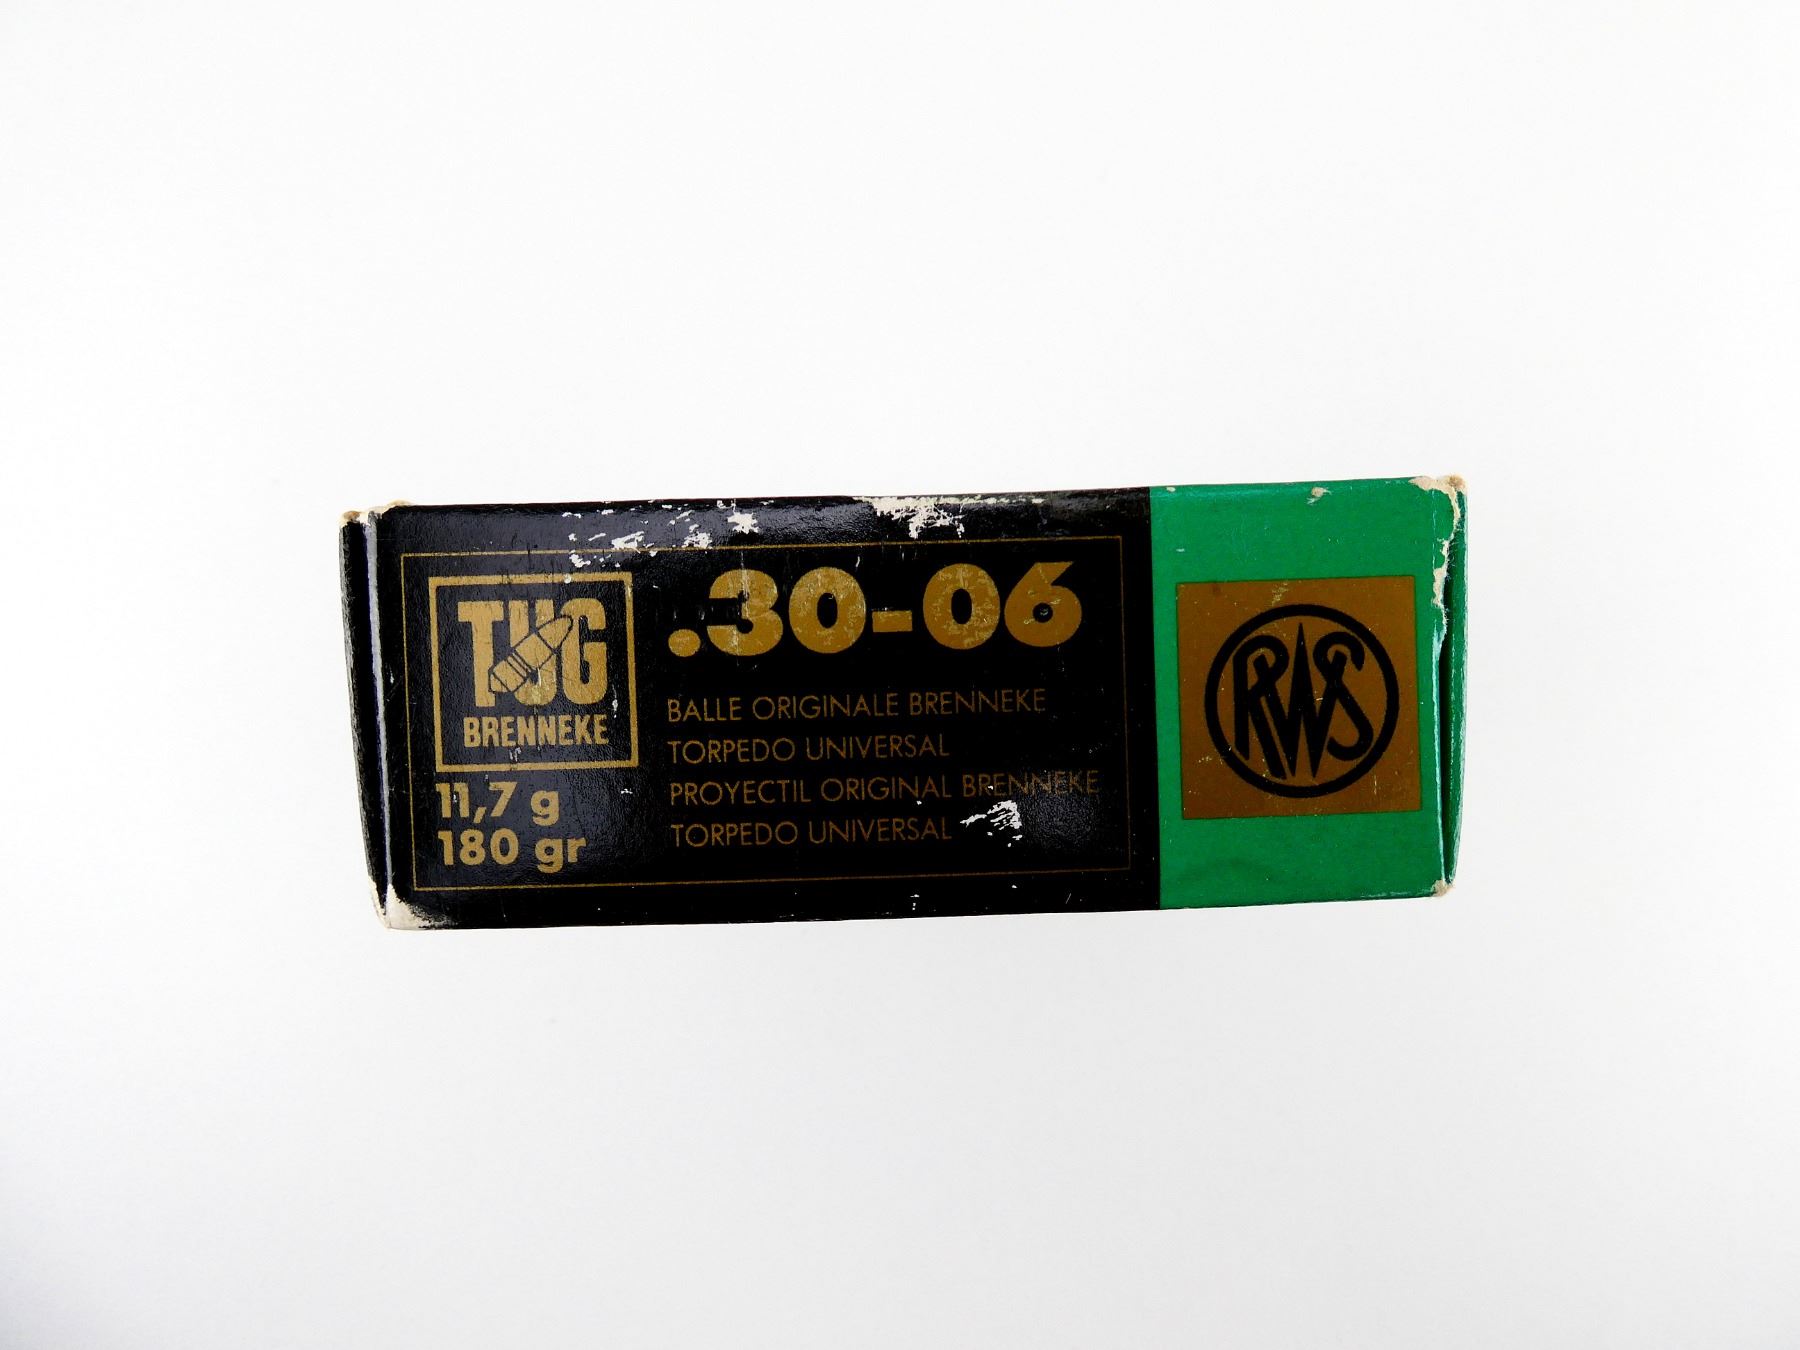 TUG
BRENNEKE
11,7 g
180 gr
.30-06
BALLE ORIGINALE BRENNEKE
TORPEDO UNIVERSAL
PROYECTIL ORIGINAL BRENNEKE
TORPEDO UNIVERSAL
RWS